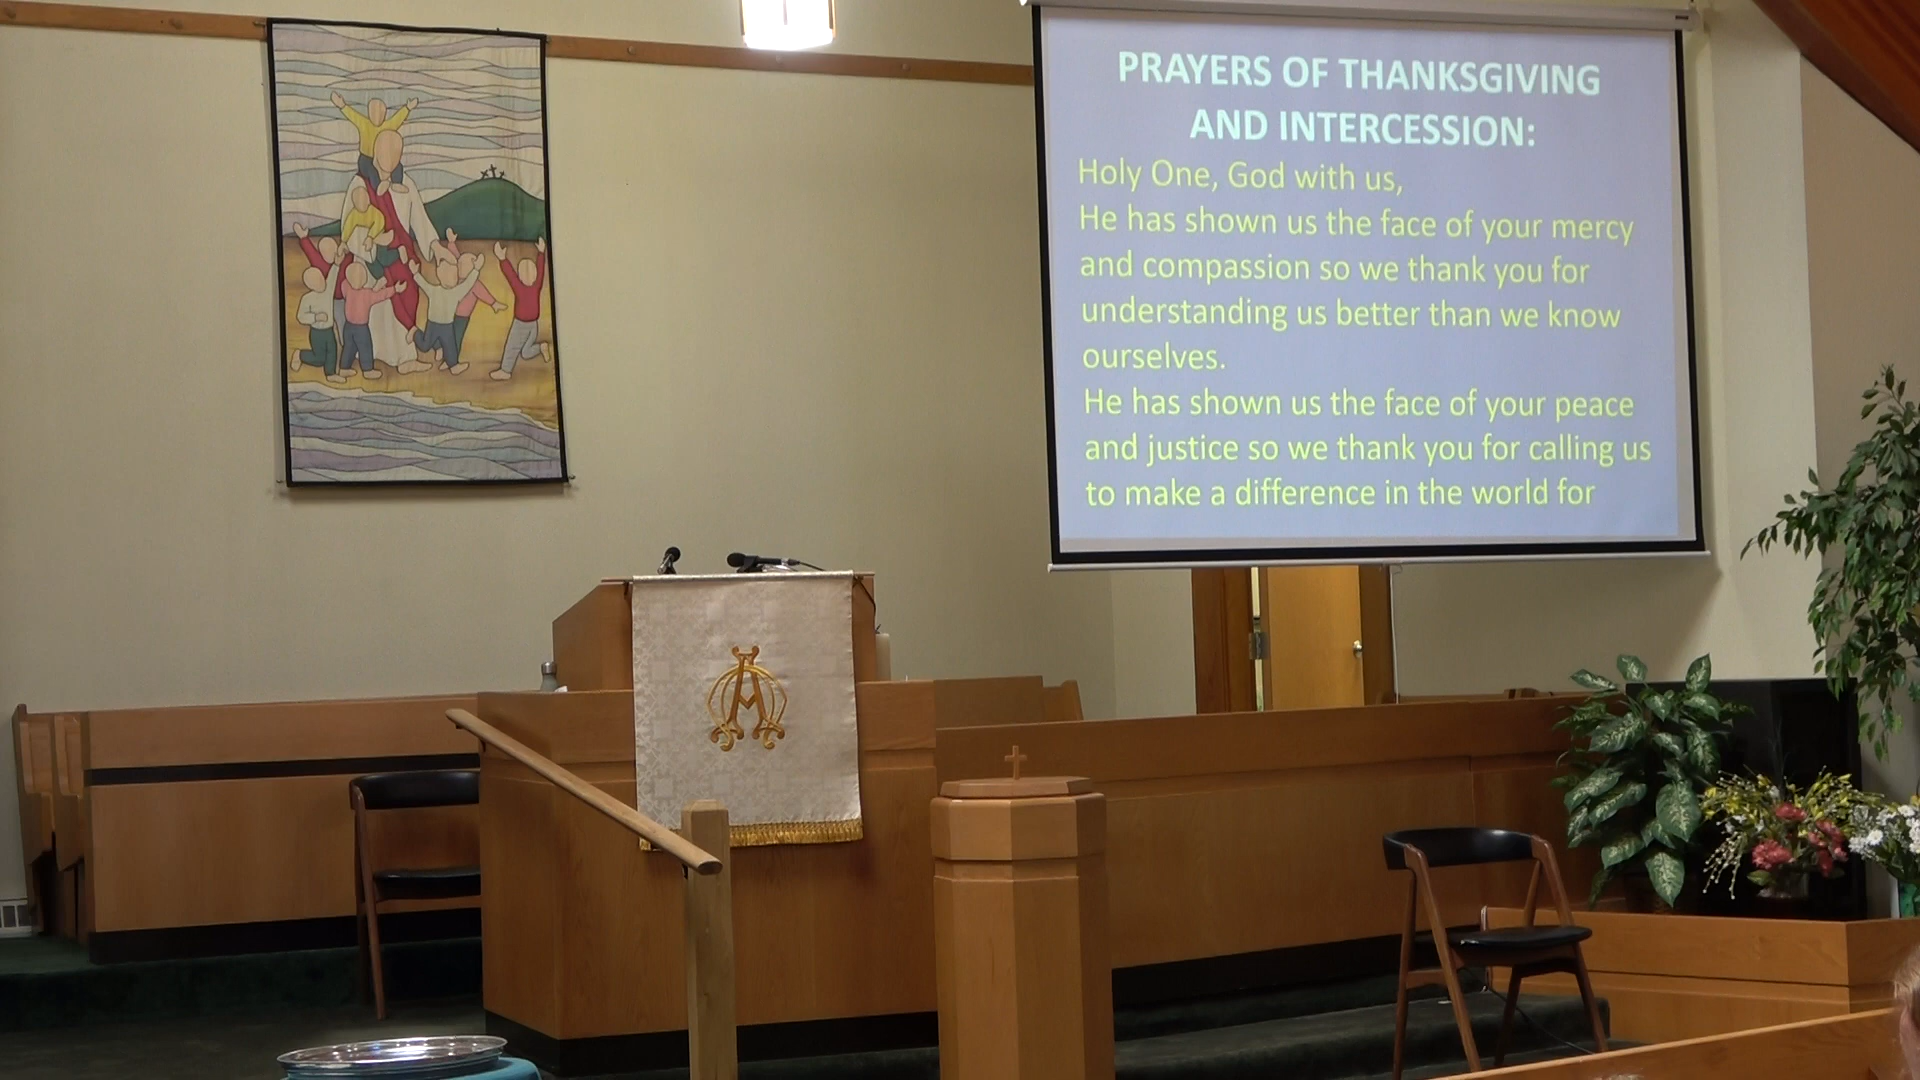 PRAYERS OF THANKSGIVING
AND INTERCESSION:
Holy One, God with us,
He has shown us the face of your mercy
and compassion so we thank you for
understanding us better than we know
ourselves.
He has shown us the face of your peace
and justice so we thank you for calling us
to make a difference in the world for